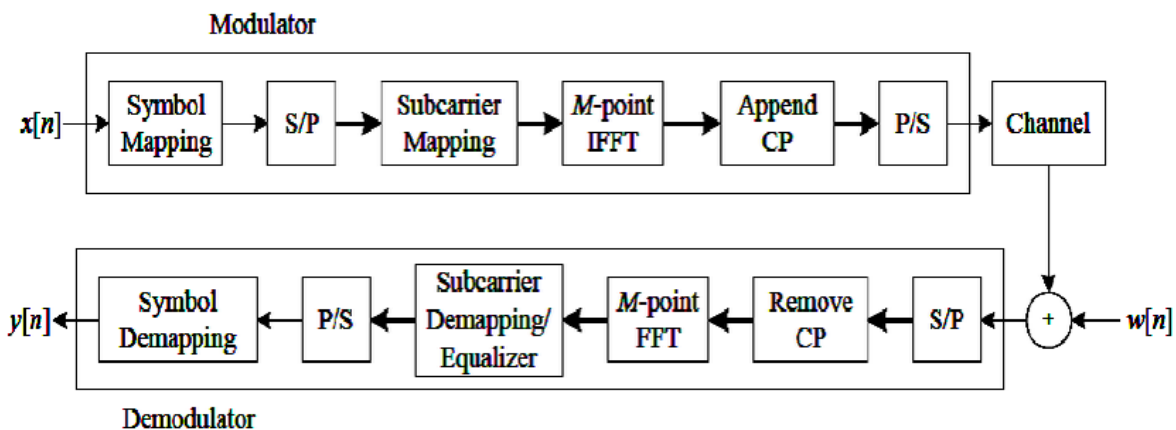 Modulator
x[n]
Symbol
Mapping
S/P
Subcarrier
Mapping
M-point
IFFT
Append
CP
P/S
Channel
y[n]
Symbol
Demapping
P/S
Subcarrier
Demapping/
Equalizer
M-point
FFT
Remove
CP
S/P
+
w[n]
Demodulator